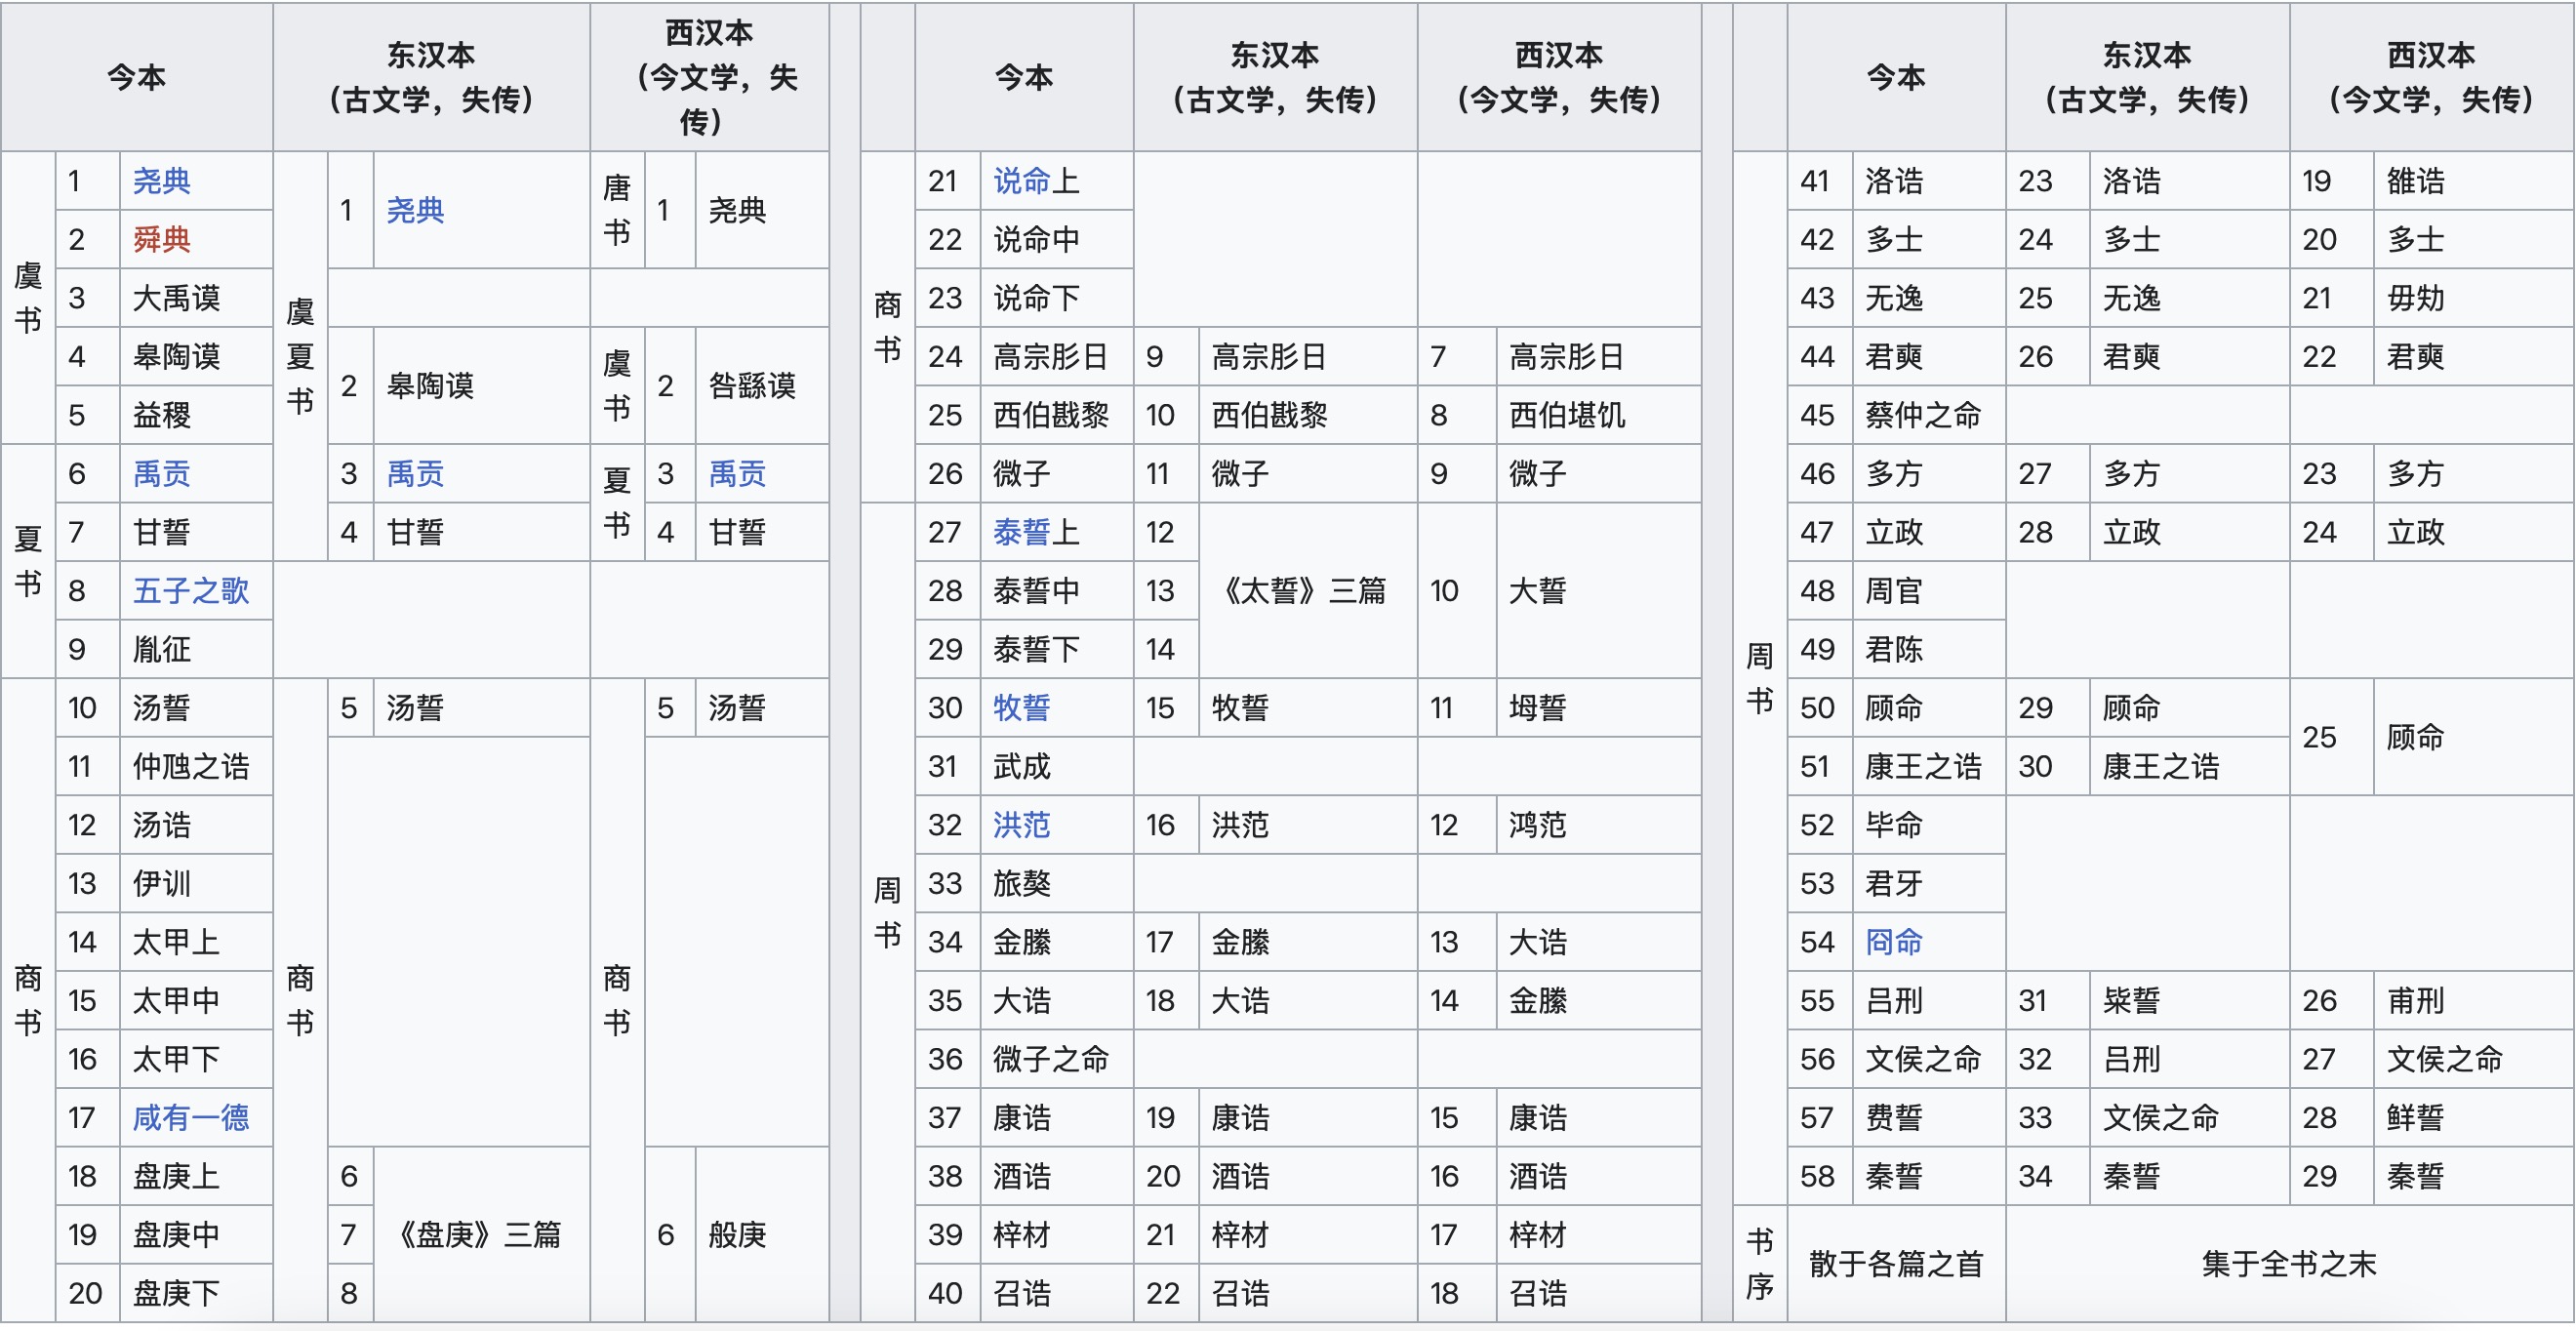 今本 东汉本 (古文学，失传) 西汉本 (今文学，失传)
虞书 1 尧典 虞夏书 1 尧典 唐书 1 尧典
2 舜典
3 大禹谟
4 皋陶谟 2 皋陶谟 虞书 2 咎繇谟
5 益稷
夏书 6 禹贡 3 禹贡 夏书 3 禹贡
7 甘誓 4 甘誓 4 甘誓
8 五子之歌
9 胤征
商书 10 汤誓 商书 5 汤誓 商书 5 汤誓
11 仲虺之诰
12 汤诰
13 伊训
14 太甲上
15 太甲中
16 太甲下
17 咸有一德
18 盘庚上 6 《盘庚》三篇 6 般庚
19 盘庚中 7
20 盘庚下 8
今本 东汉本 (古文学，失传) 西汉本 (今文学，失传)
商书 21 说命上
22 说命中
23 说命下
24 高宗肜日 9 高宗肜日 7 高宗肜日
25 西伯戡黎 10 西伯戡黎 8 西伯堪饥
26 微子 11 微子 9 微子
周书 27 泰誓上 12 《太誓》三篇 10 大誓
28 泰誓中 13
29 泰誓下 14
30 牧誓 15 牧誓 11 坶誓
31 武成
32 洪范 16 洪范 12 鸿范
33 旅獒
34 金縢 17 金縢 13 大诰
35 大诰 18 大诰 14 金縢
36 微子之命
37 康诰 19 康诰 15 康诰
38 酒诰 20 酒诰 16 酒诰
39 梓材 21 梓材 17 梓材
40 召诰 22 召诰 18 召诰
今本 东汉本 (古文学，失传) 西汉本 (今文学，失传)
周书 41 洛诰 23 洛诰 19 雒诰
42 多士 24 多士 20 多士
43 无逸 25 无逸 21 毋劮
44 君奭 26 君奭 22 君奭
45 蔡仲之命
46 多方 27 多方 23 多方
47 立政 28 立政 24 立政
48 周官
49 君陈
50 顾命 29 顾命 25 顾命
51 康王之诰 30 康王之诰
52 毕命
53 君牙
54 冏命
55 吕刑 31 粊誓 26 甫刑
56 文侯之命 32 吕刑 27 文侯之命
57 费誓 33 文侯之命 28 鲜誓
58 秦誓 34 秦誓 29 秦誓
书序 散于各篇之首 集于全书之末